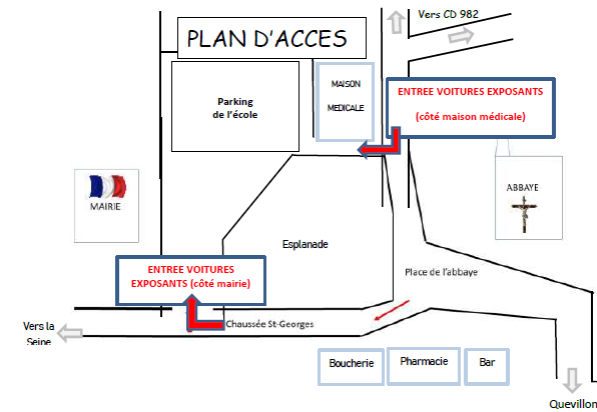 Vers CD 982
PLAN D'ACCES
MAISON
MEDICALE
ENTREE VOITURES EXPOSANTS
(côté maison médicale)
Parking
de l'école
MAIRIE
ABBAYE
Esplanade
Place de l'abbaye
ENTREE VOITURES
EXPOSANTS (côté mairie)
Chaussée St-Georges
Vers la
Seine
Boucherie
Pharmacie
Bar
Quevillon